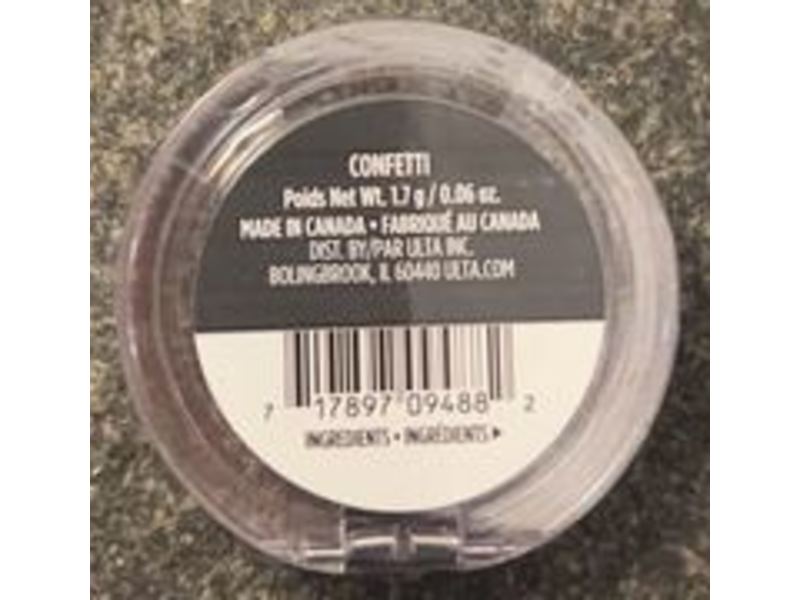 CONFETTI
Poids Net Wt. 1.7 g / 0.06 oz.
MADE IN CANADA • FABRIQUÉ AU CANADA
DIST. BY/PAR ULTA INC.
BOLINGBROOK, IL 60440 ULTA.COM
7 17897 09488 2
INGREDIENTS • INGRÉDIENTS ▶